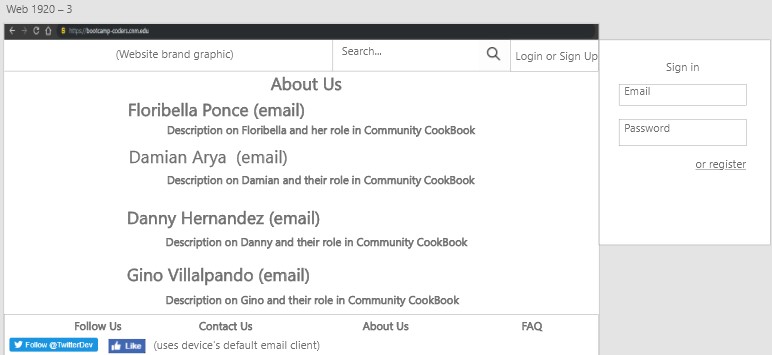 Web 1920 – 3
S https://bootcamp-coders.cnm.edu
(Website brand graphic)
Search...
Login or Sign Up
Sign in
Email
Password
or register
About Us
Floribella Ponce (email)
Description on Floribella and her role in Community CookBook
Damian Arya (email)
Description on Damian and their role in Community CookBook
Danny Hernandez (email)
Description on Danny and their role in Community CookBook
Gino Villalpando (email)
Description on Gino and their role in Community CookBook
Follow Us Contact Us About Us FAQ
Follow @TwitterDev Like (uses device's default email client)